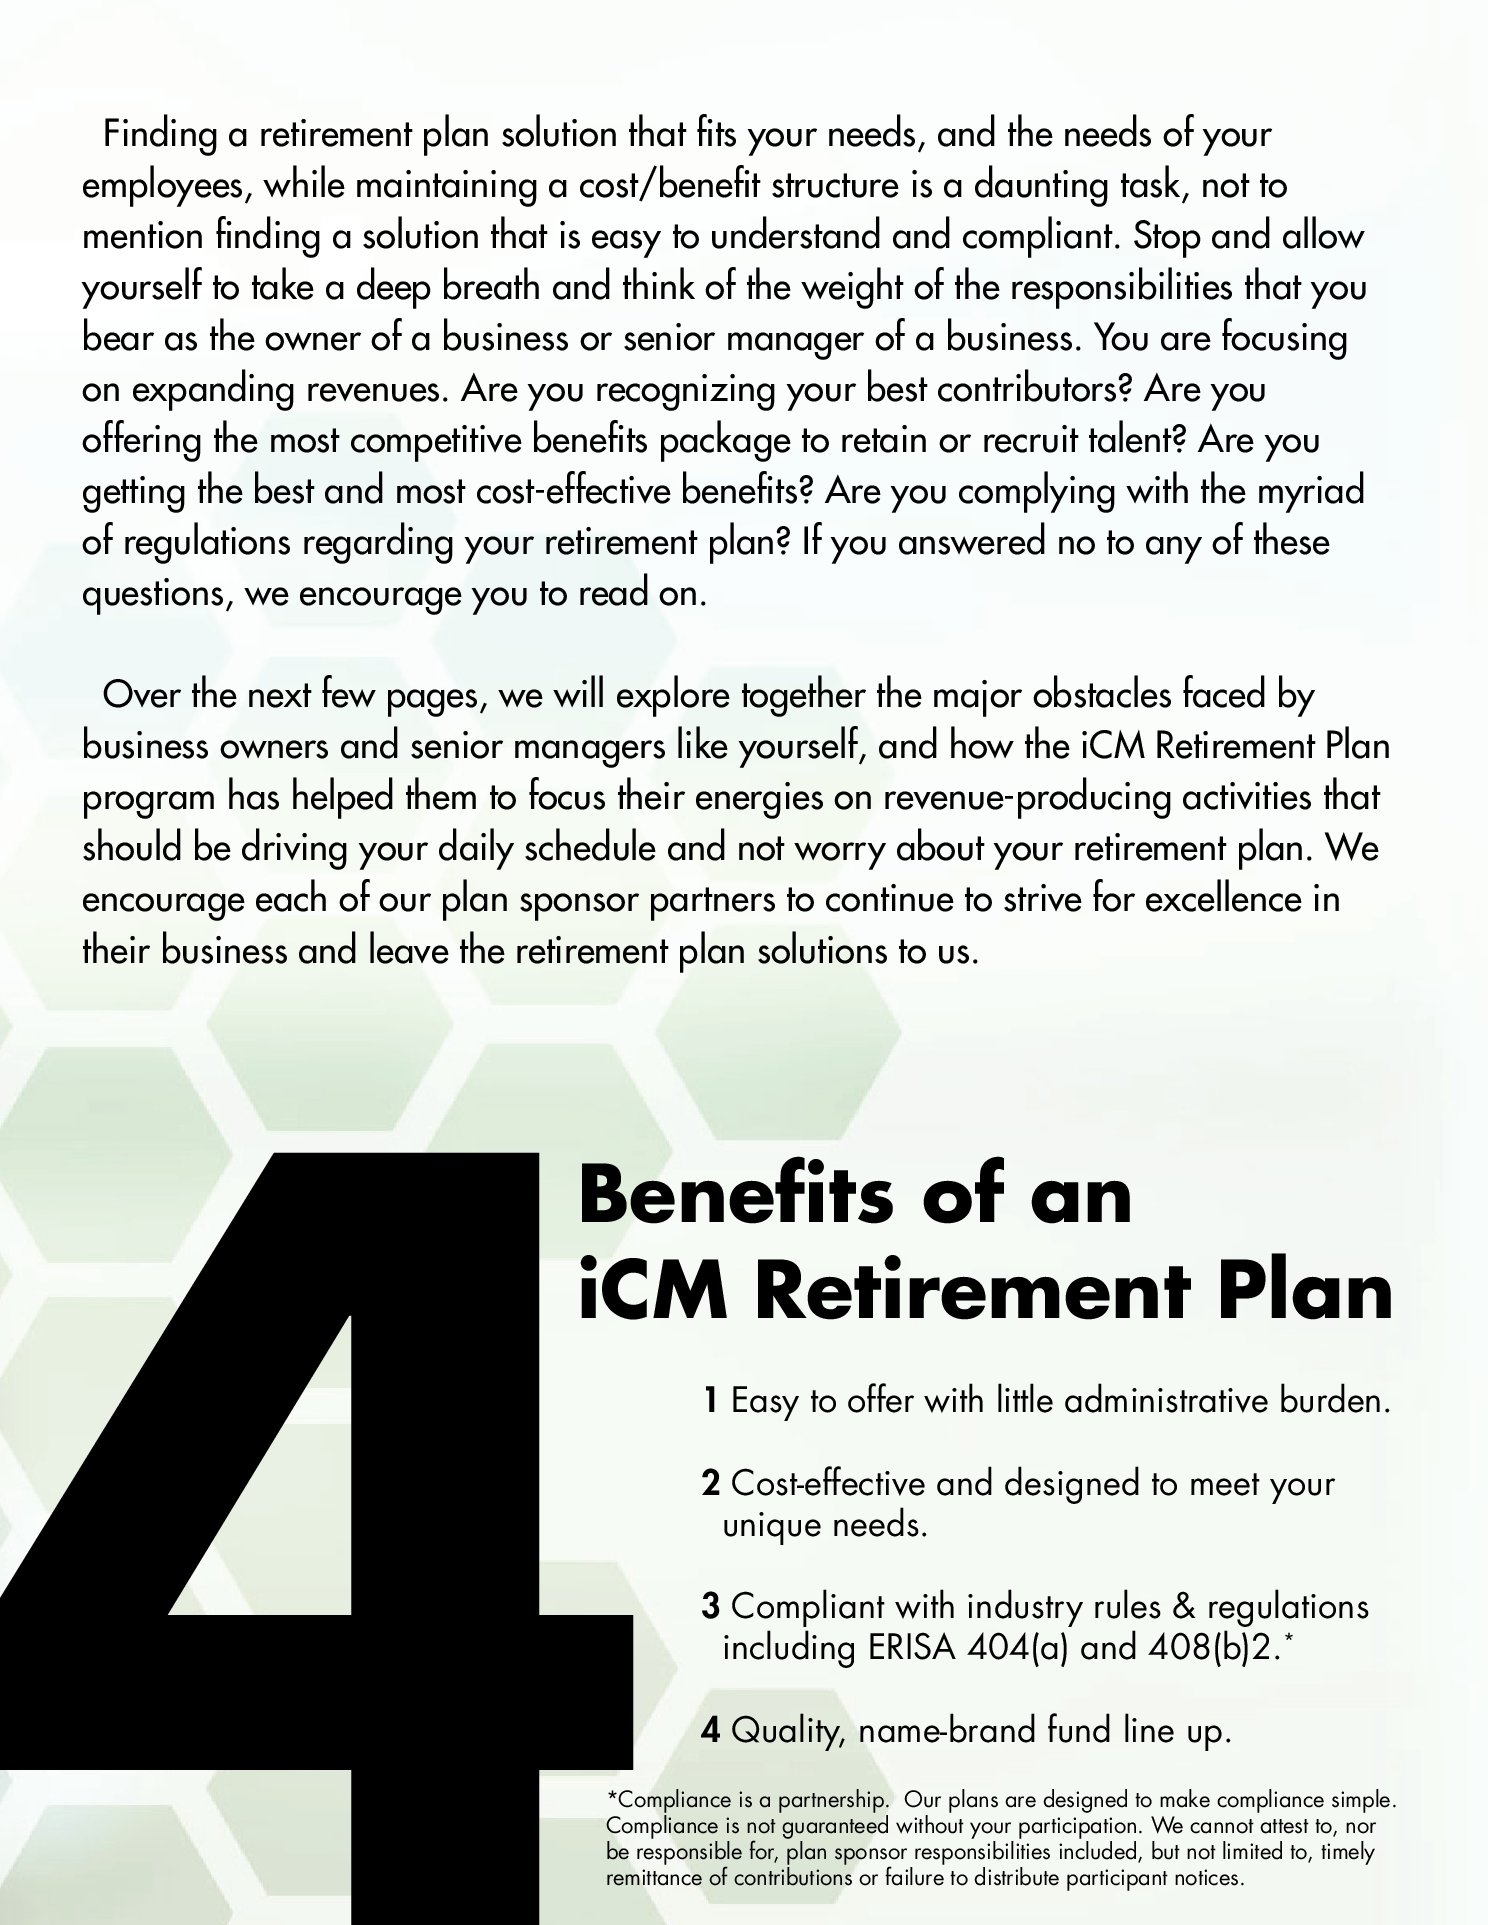 Finding a retirement plan solution that fits your needs, and the needs of your
employees, while maintaining a cost/benefit structure is a daunting task, not to
mention finding a solution that is easy to understand and compliant. Stop and allow
yourself to take a deep breath and think of the weight of the responsibilities that you
bear as the owner of a business or senior manager of a business. You are focusing
on expanding revenues. Are you recognizing your best contributors? Are you
offering the most competitive benefits package to retain or recruit talent? Are you
getting the best and most cost-effective benefits? Are you complying with the myriad
of regulations regarding your retirement plan? If you answered no to any of these
questions, we encourage you to read on.
Over the next few pages, we will explore together the major obstacles faced by
business owners and senior managers like yourself, and how the iCM Retirement Plan
program has helped them to focus their energies on revenue-producing activities that
should be driving your daily schedule and not worry about your retirement plan. We
encourage each of our plan sponsor partners to continue to strive for excellence in
their business and leave the retirement plan solutions to us.
4
Benefits of an
iCM Retirement Plan
1 Easy to offer with little administrative burden.
2 Cost-effective and designed to meet your
unique needs.
3 Compliant with industry rules & regulations
including ERISA 404(a) and 408(b)2.*
4 Quality, name-brand fund line up.
*Compliance is a partnership. Our plans are designed to make compliance simple.
Compliance is not guaranteed without your participation. We cannot attest to, nor
be responsible for, plan sponsor responsibilities included, but not limited to, timely
remittance of contributions or failure to distribute participant notices.